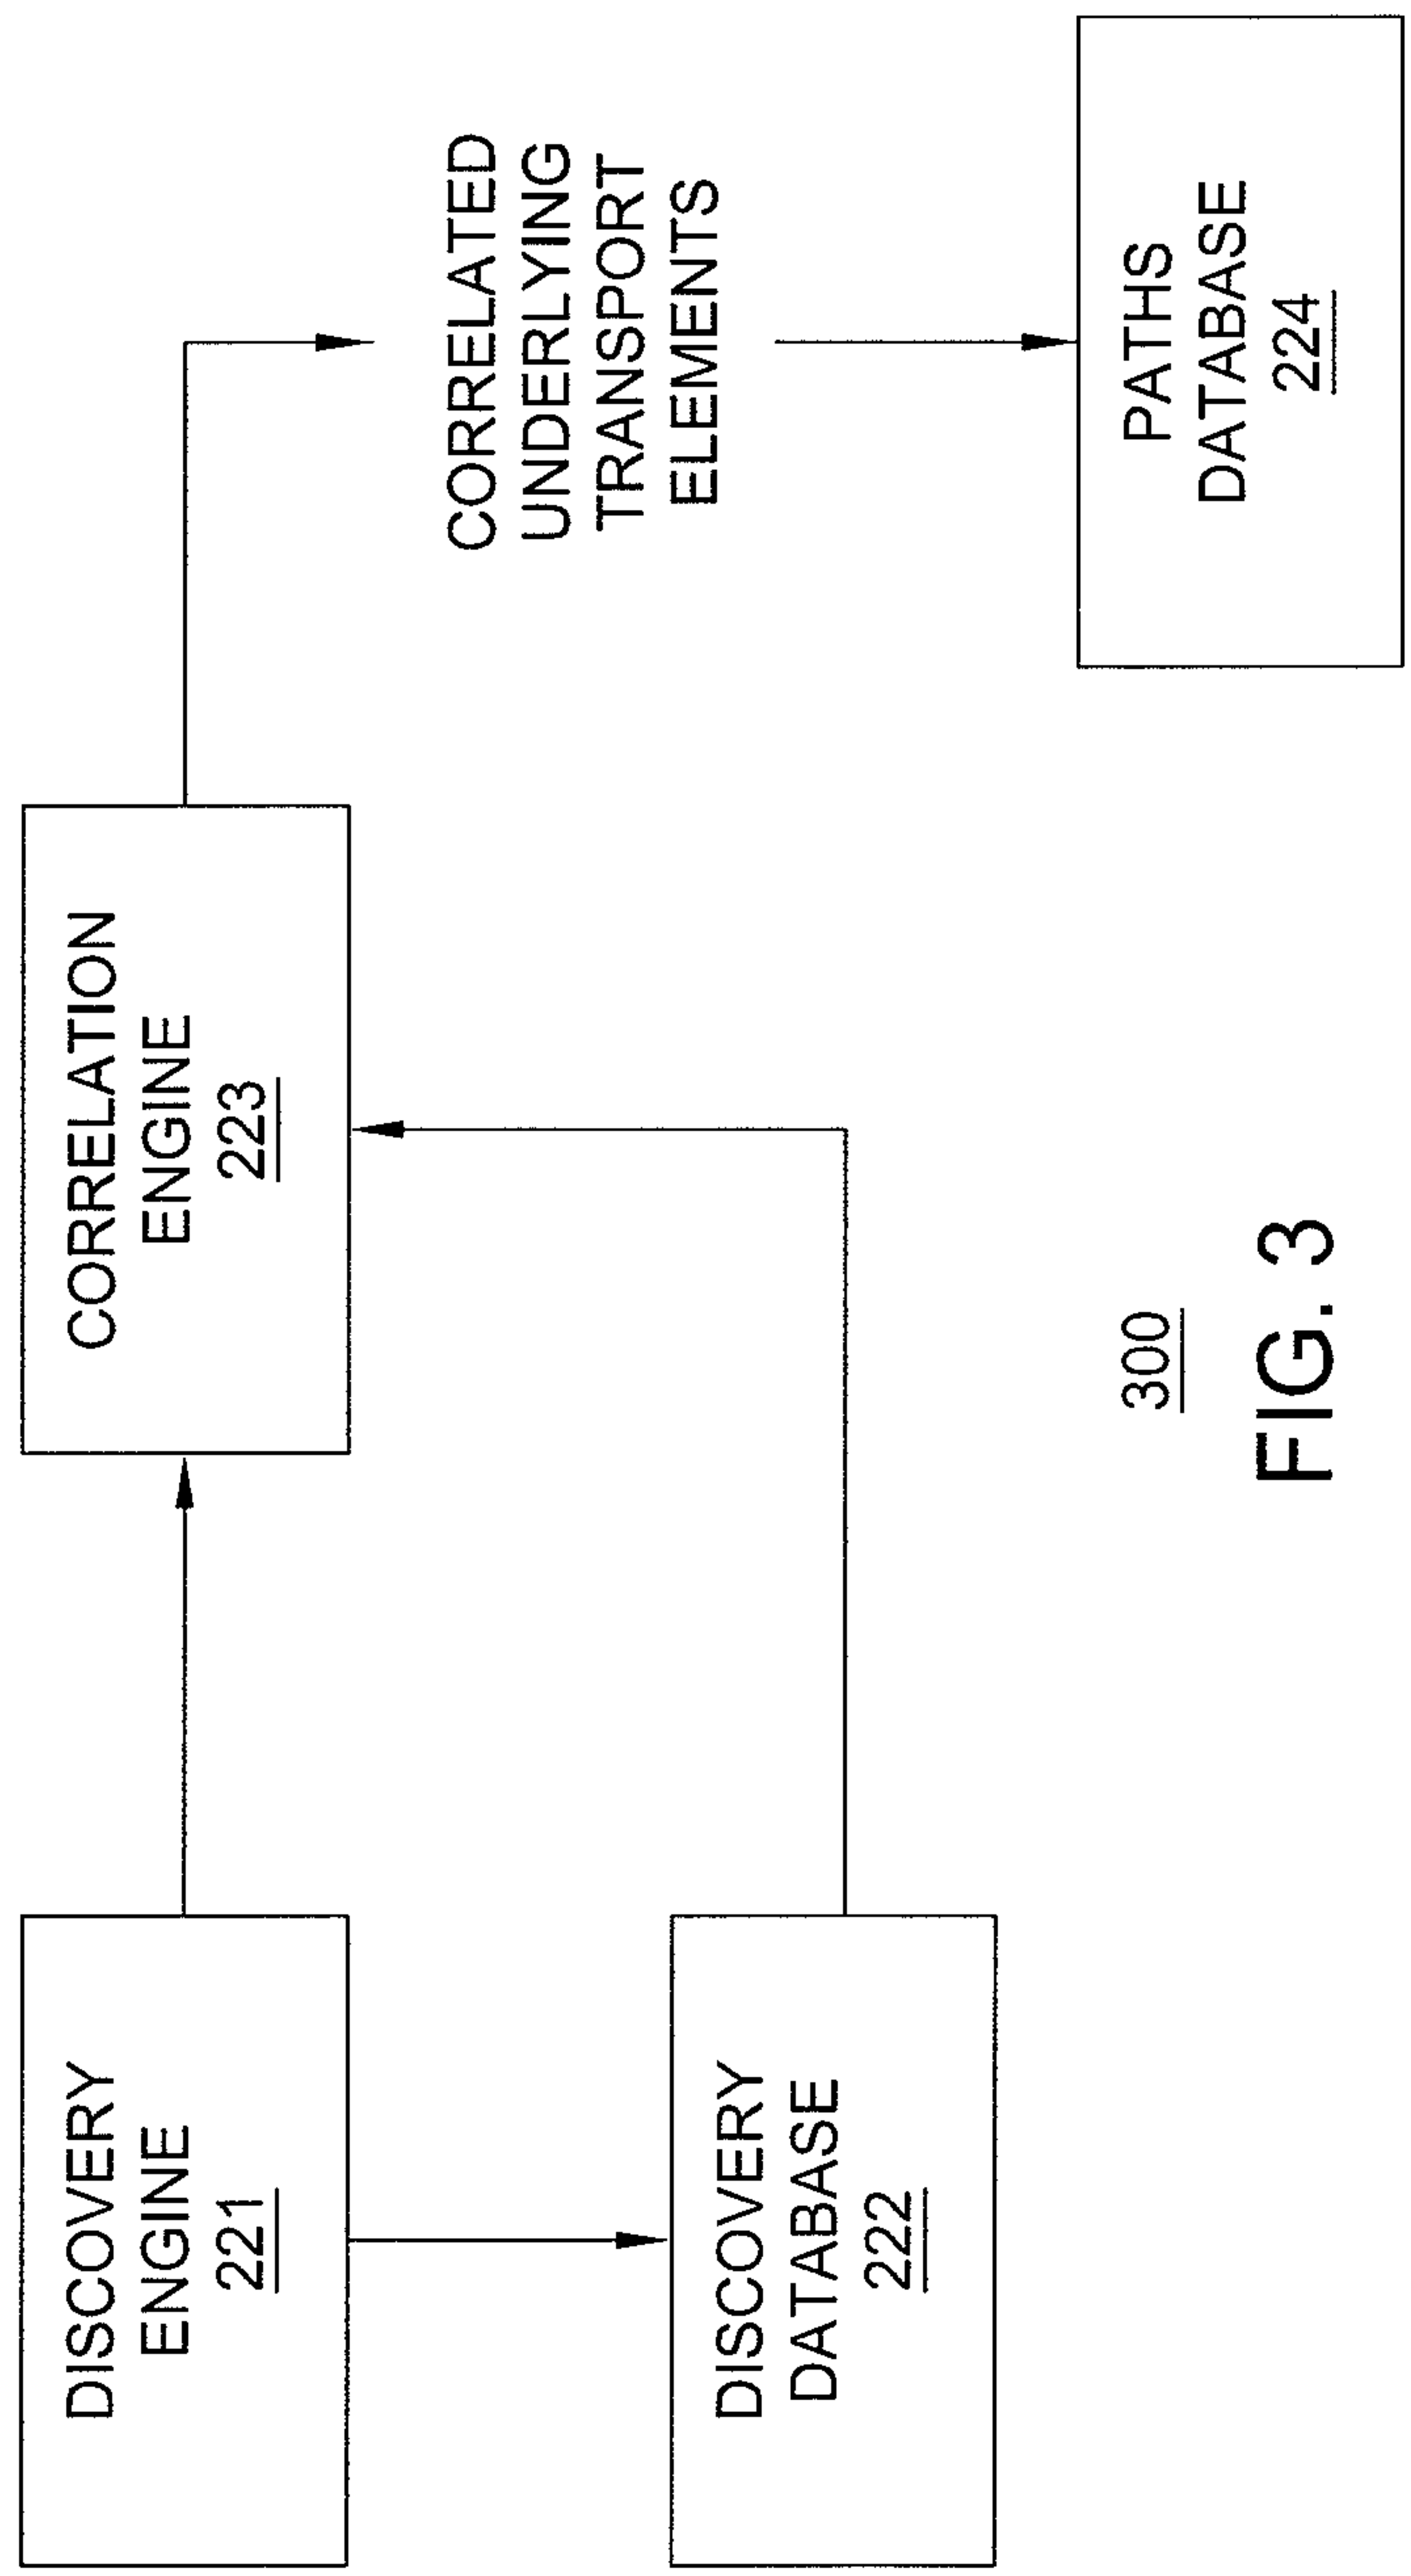 DISCOVERY
ENGINE
221
CORRELATION
ENGINE
223
CORRELATED
UNDERLYING
TRANSPORT
ELEMENTS
DISCOVERY
DATABASE
222
PATHS
DATABASE
224
300
FIG. 3